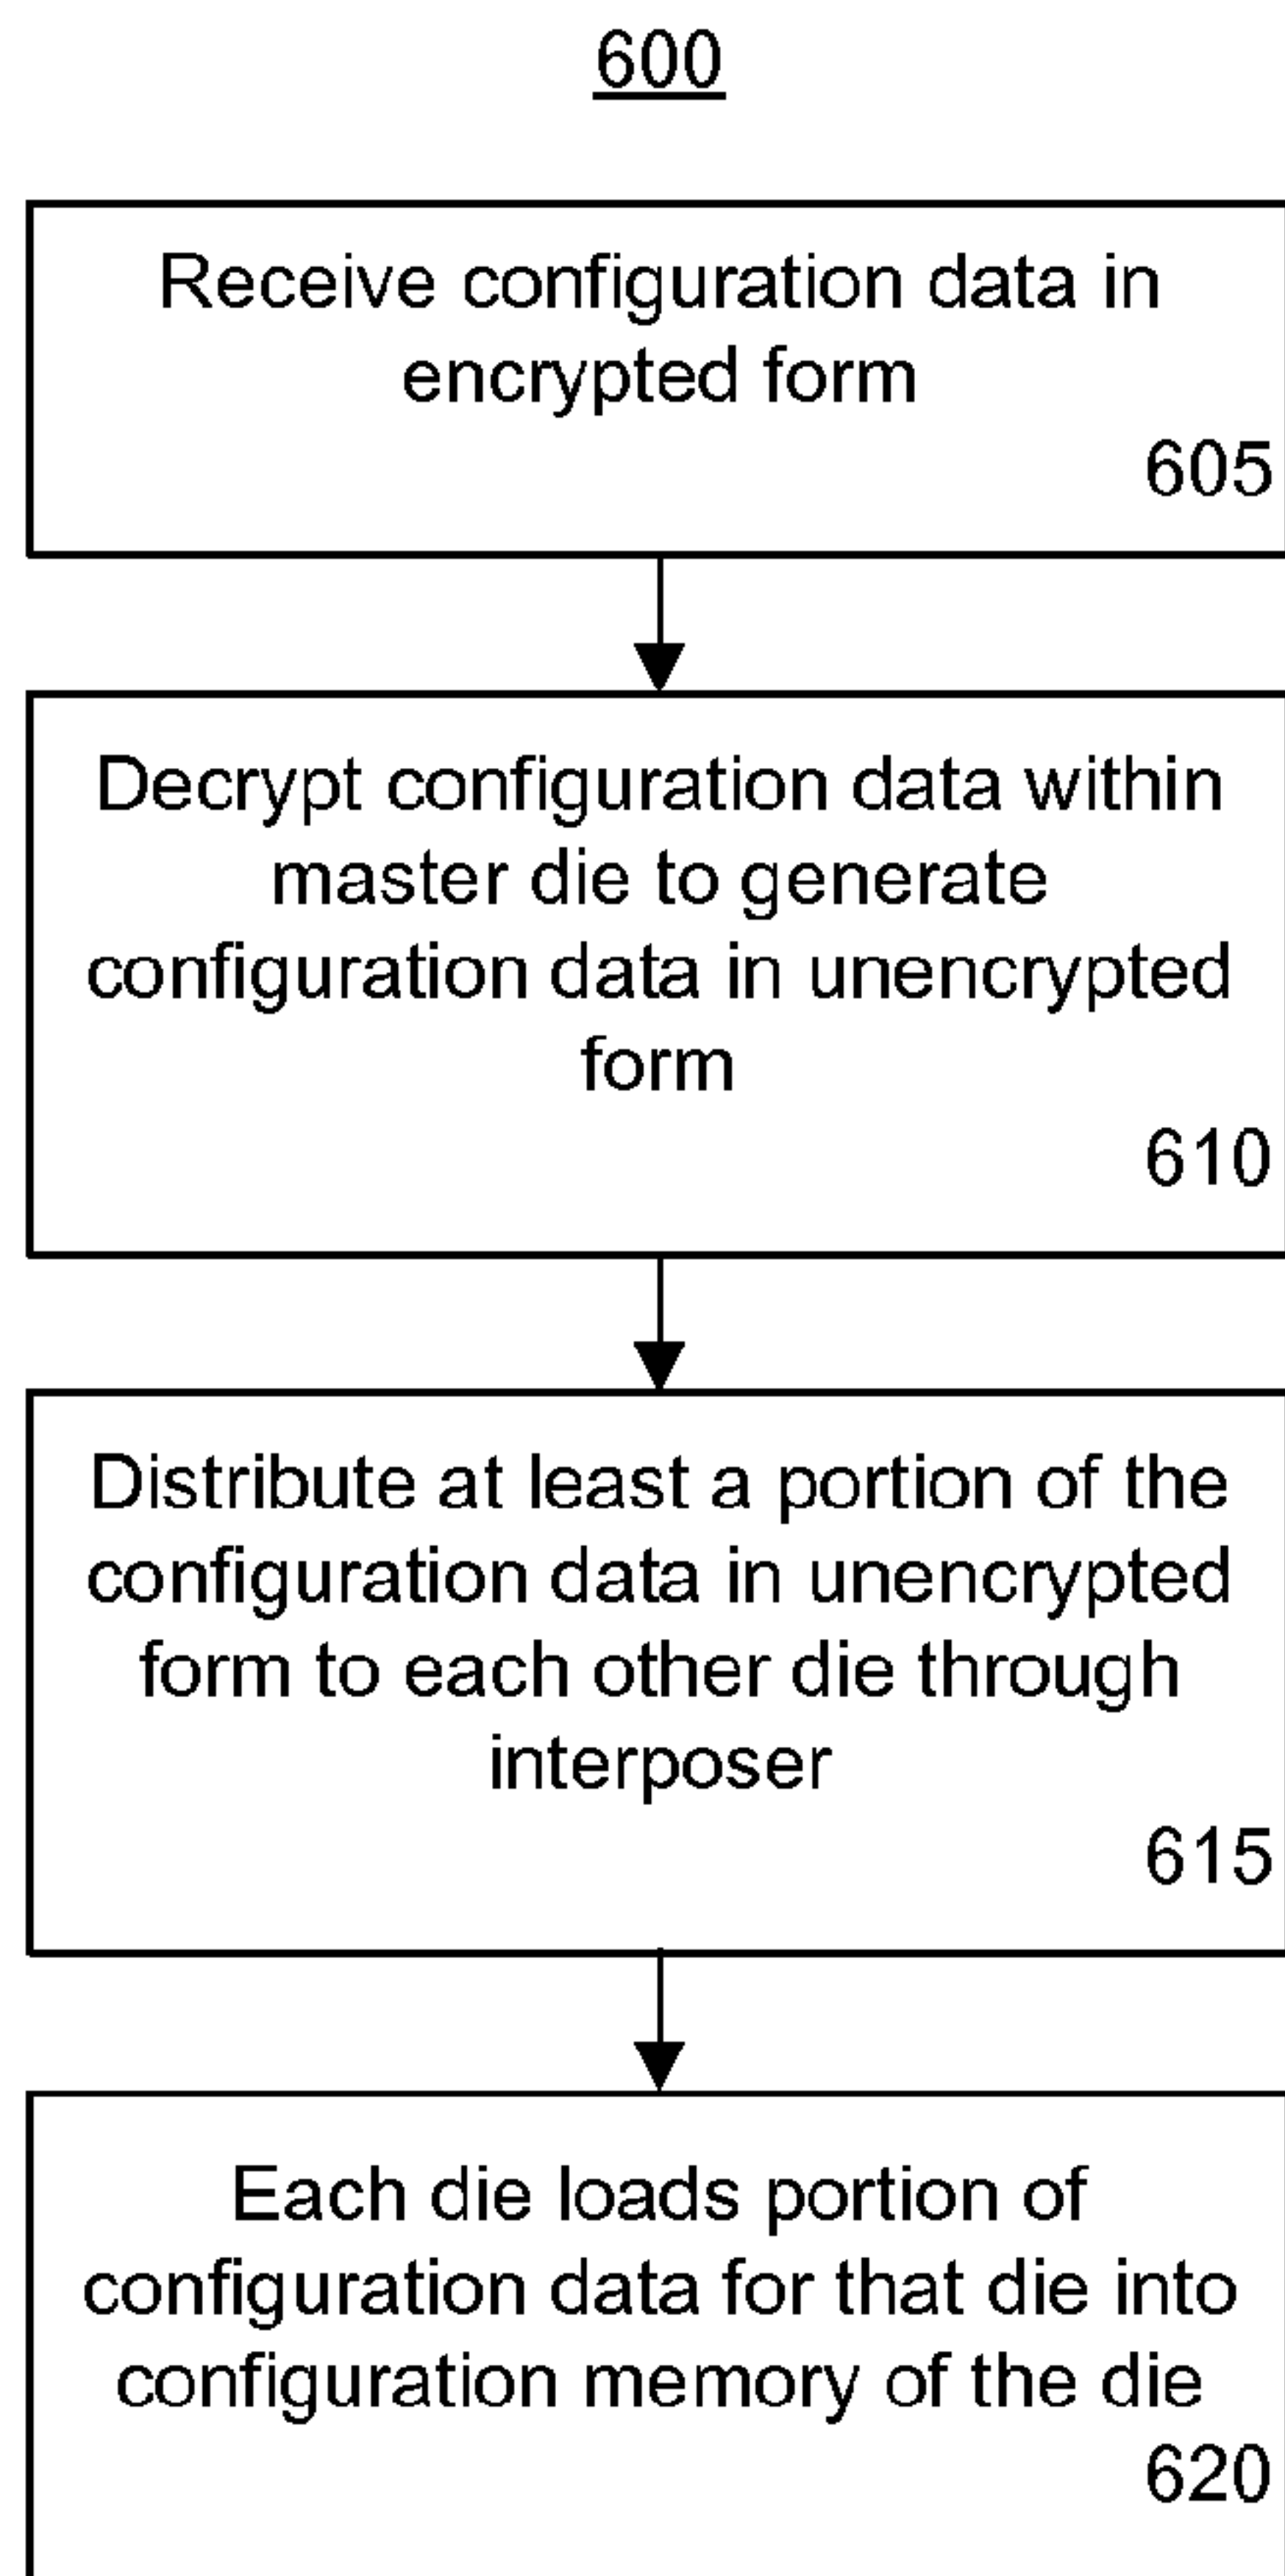 600
Receive configuration data in
encrypted form
605
Decrypt configuration data within
master die to generate
configuration data in unencrypted
form
610
Distribute at least a portion of the
configuration data in unencrypted
form to each other die through
interposer
615
Each die loads portion of
configuration data for that die into
configuration memory of the die
620